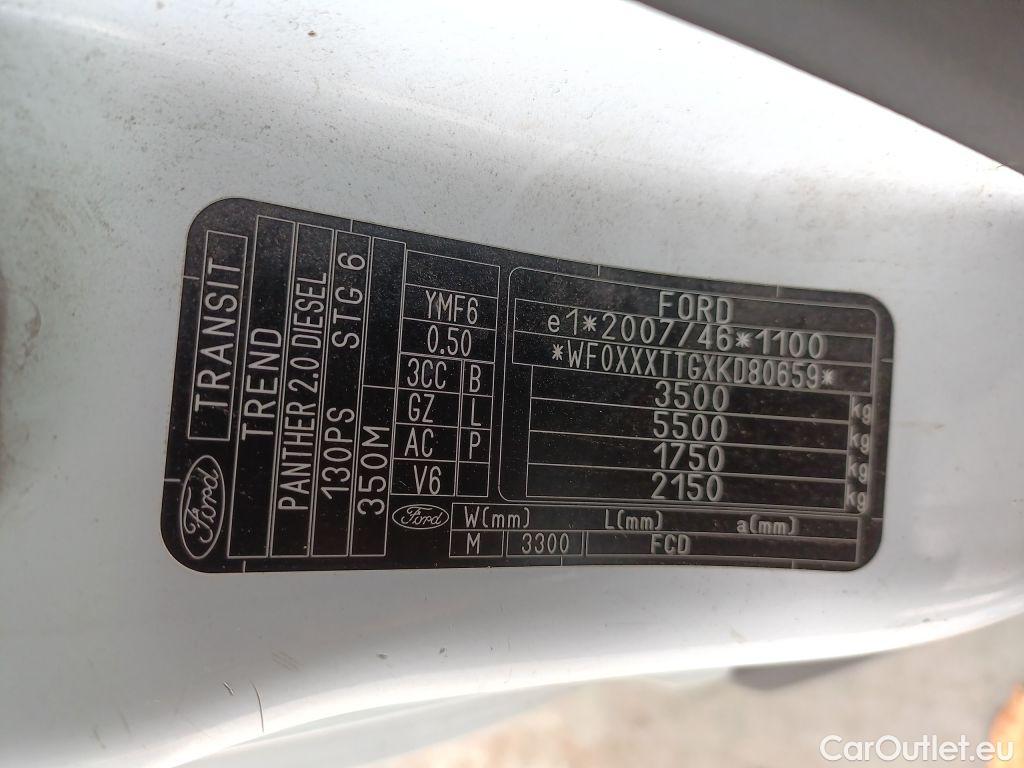 Ford
TRANSIT
TREND
PANTHER 2.0 DIESEL
130PS STG 6
350M
YMF6
0.50
3CC B
GZ L
AC P
V6
FORD
e1*2007/46*1100
*WF0XXXTTGXKD80659*
3500 kg
5500 kg
1750 kg
2150 kg
Ford W(mm) L(mm) a(mm)
M 3300 FCD
CarOutlet.eu